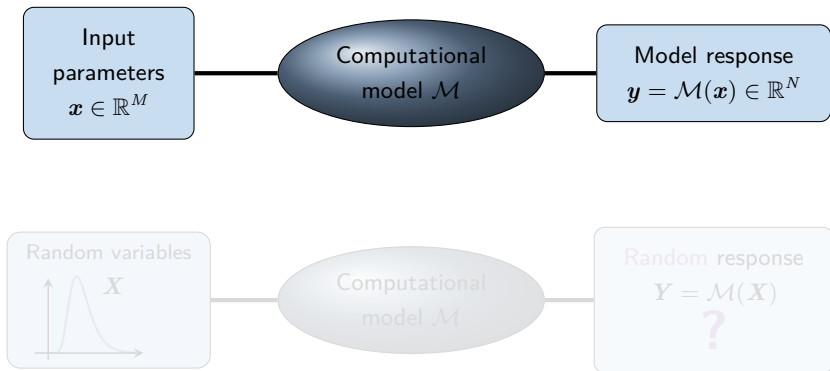 Input
parameters
x ∈ ℝ^M
Computational
model ℳ
Model response
y = ℳ(x) ∈ ℝ^N
Random variables
X
Computational
model ℳ
Random response
Y = ℳ(X)
?